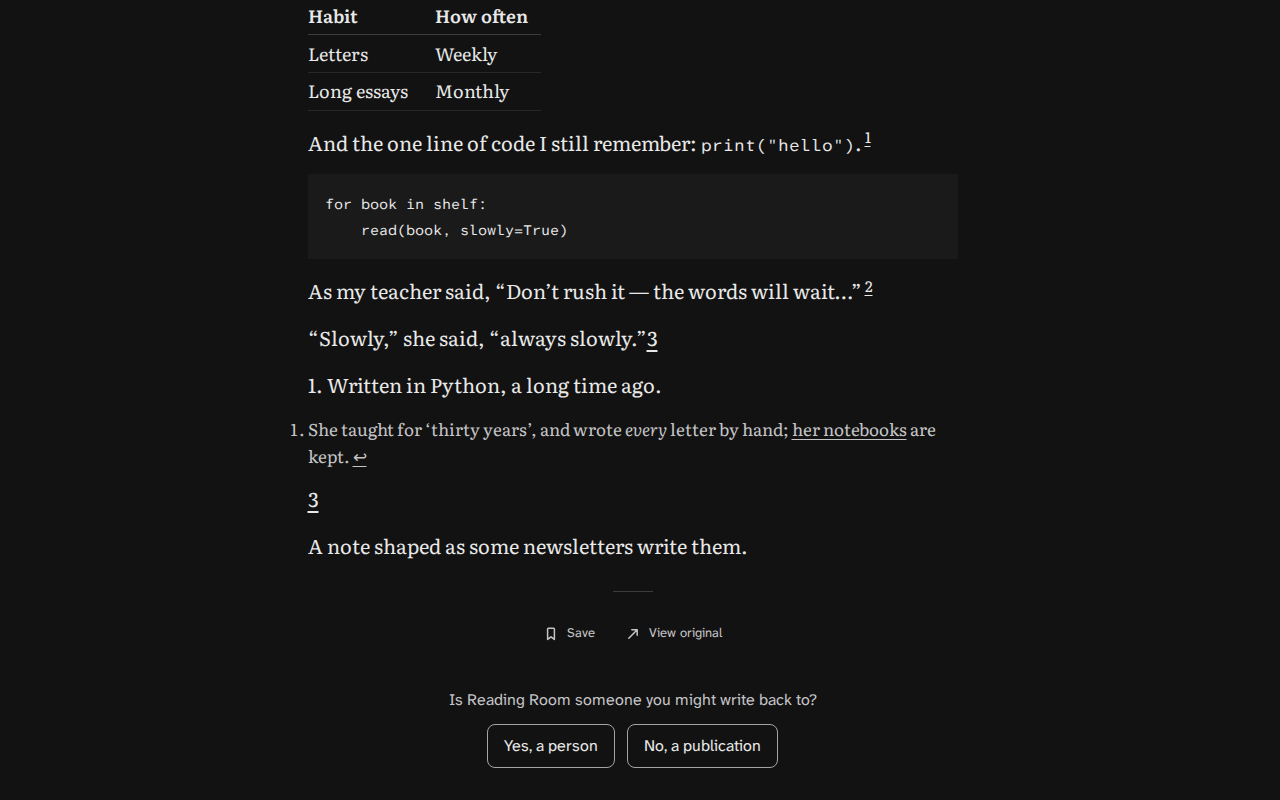 Habit How often
Letters Weekly
Long essays Monthly
And the one line of code I still remember: print("hello").1
for book in shelf:
    read(book, slowly=True)
As my teacher said, “Don’t rush it — the words will wait…” 2
“Slowly,” she said, “always slowly.”3
1. Written in Python, a long time ago.
1. She taught for ‘thirty years’, and wrote every letter by hand; her notebooks are
kept. ↩
3
A note shaped as some newsletters write them.
Save View original
Is Reading Room someone you might write back to?
Yes, a person No, a publication